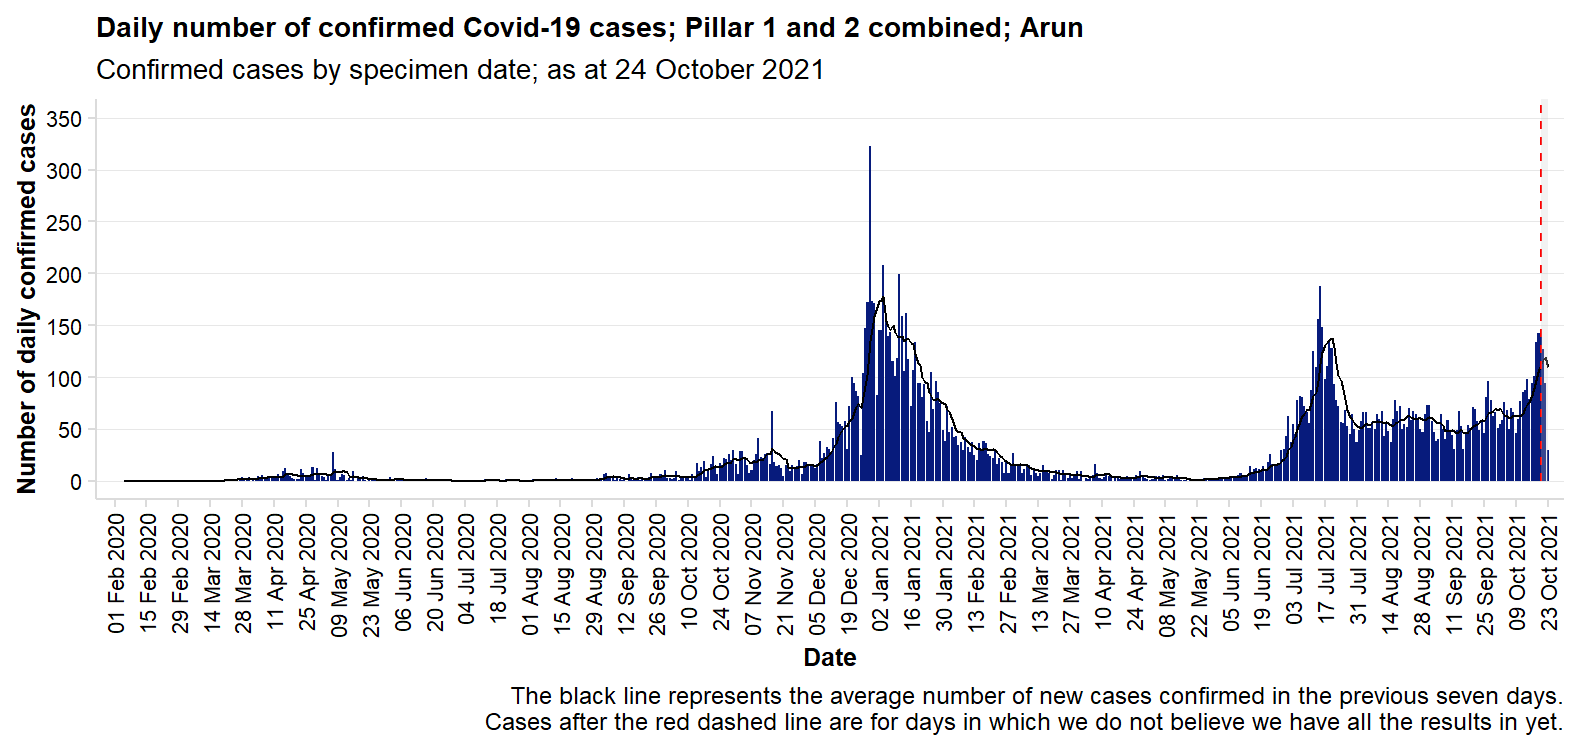 Daily number of confirmed Covid-19 cases; Pillar 1 and 2 combined; Arun
Confirmed cases by specimen date; as at 24 October 2021
Number of daily confirmed cases
350
300
250
200
150
100
50
0
01 Feb 2020
15 Feb 2020
29 Feb 2020
14 Mar 2020
28 Mar 2020
11 Apr 2020
25 Apr 2020
09 May 2020
23 May 2020
06 Jun 2020
20 Jun 2020
04 Jul 2020
18 Jul 2020
01 Aug 2020
15 Aug 2020
29 Aug 2020
12 Sep 2020
26 Sep 2020
10 Oct 2020
24 Oct 2020
07 Nov 2020
21 Nov 2020
05 Dec 2020
19 Dec 2020
02 Jan 2021
16 Jan 2021
30 Jan 2021
13 Feb 2021
27 Feb 2021
13 Mar 2021
27 Mar 2021
10 Apr 2021
24 Apr 2021
08 May 2021
22 May 2021
05 Jun 2021
19 Jun 2021
03 Jul 2021
17 Jul 2021
31 Jul 2021
14 Aug 2021
28 Aug 2021
11 Sep 2021
25 Sep 2021
09 Oct 2021
23 Oct 2021
Date
The black line represents the average number of new cases confirmed in the previous seven days.
Cases after the red dashed line are for days in which we do not believe we have all the results in yet.